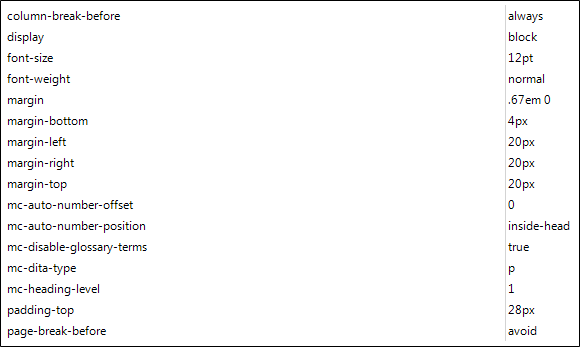 column-break-before always
display block
font-size 12pt
font-weight normal
margin .67em 0
margin-bottom 4px
margin-left 20px
margin-right 20px
margin-top 20px
mc-auto-number-offset 0
mc-auto-number-position inside-head
mc-disable-glossary-terms true
mc-dita-type p
mc-heading-level 1
padding-top 28px
page-break-before avoid